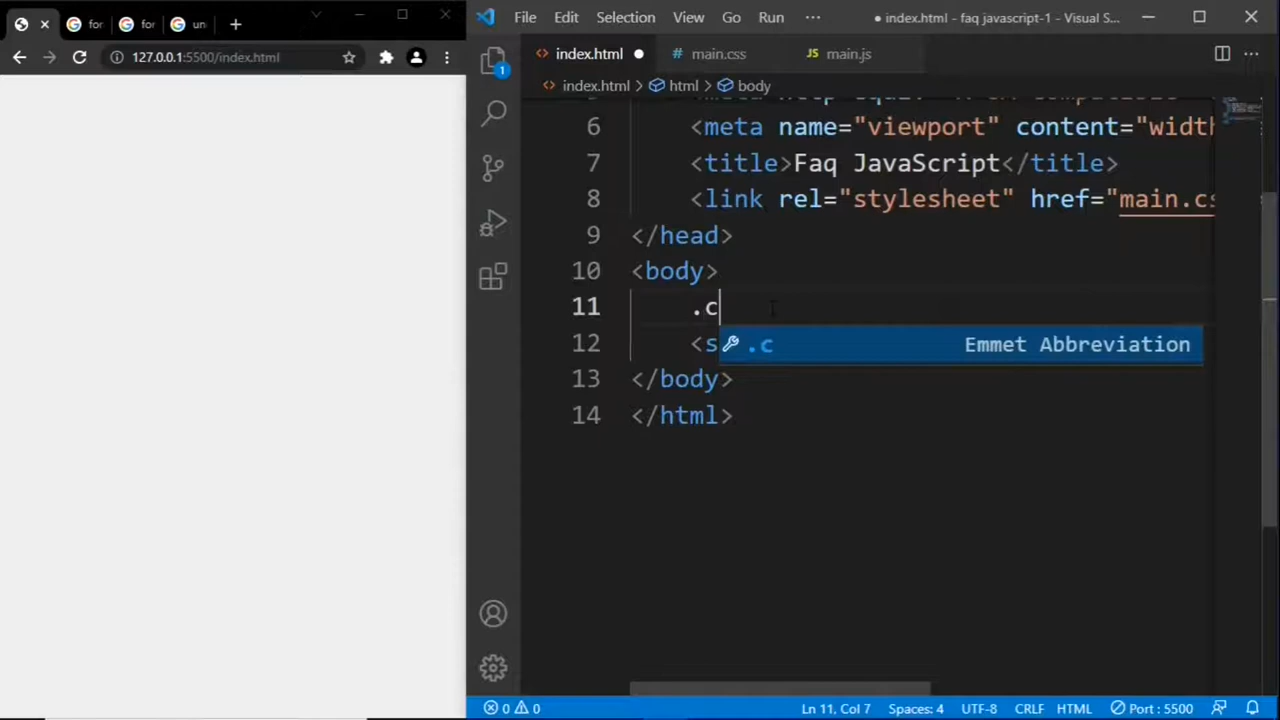 for
for
un
127.0.0.1:5500/index.html
File Edit Selection View Go Run ··· ● index.html - faq javascript-1 - Visual S...
index.html ● # main.css JS main.js ···
index.html > html > body
1
6 <meta name="viewport" content="width
7 <title>Faq JavaScript</title>
8 <link rel="stylesheet" href="main.cs
9 </head>
10 <body>
11 .c
12 <s
.c Emmet Abbreviation
13 </body>
14 </html>
0 0 Ln 11, Col 7 Spaces: 4 UTF-8 CRLF HTML Port : 5500